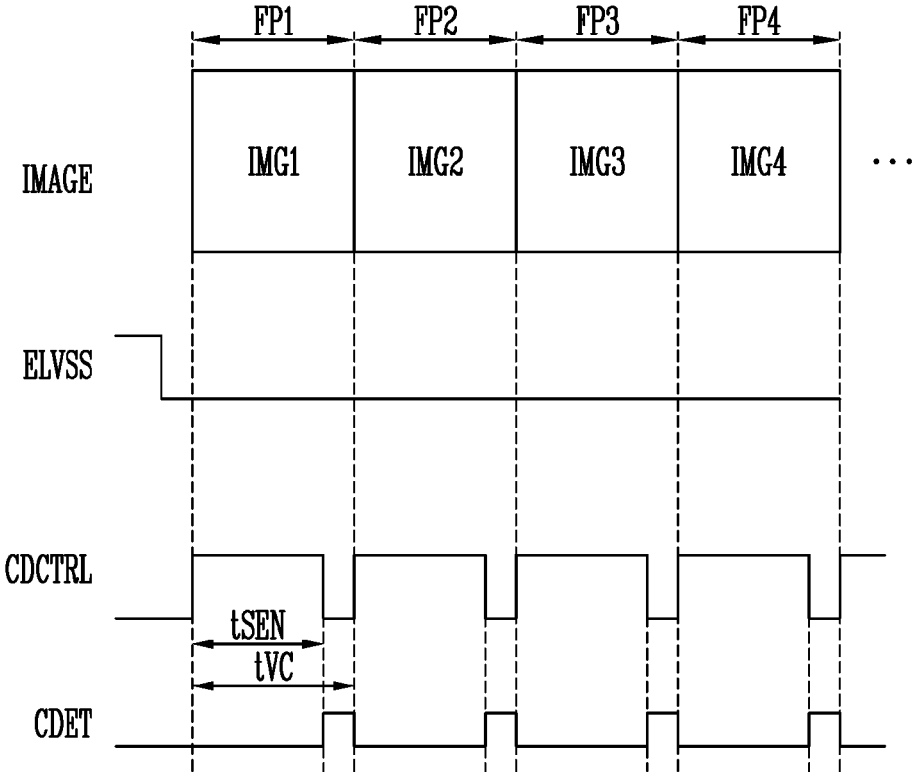 FP1 FP2 FP3 FP4
IMAGE IMG1 IMG2 IMG3 IMG4 ...
ELVSS
CDCTRL
tSEN
tVC
CDET